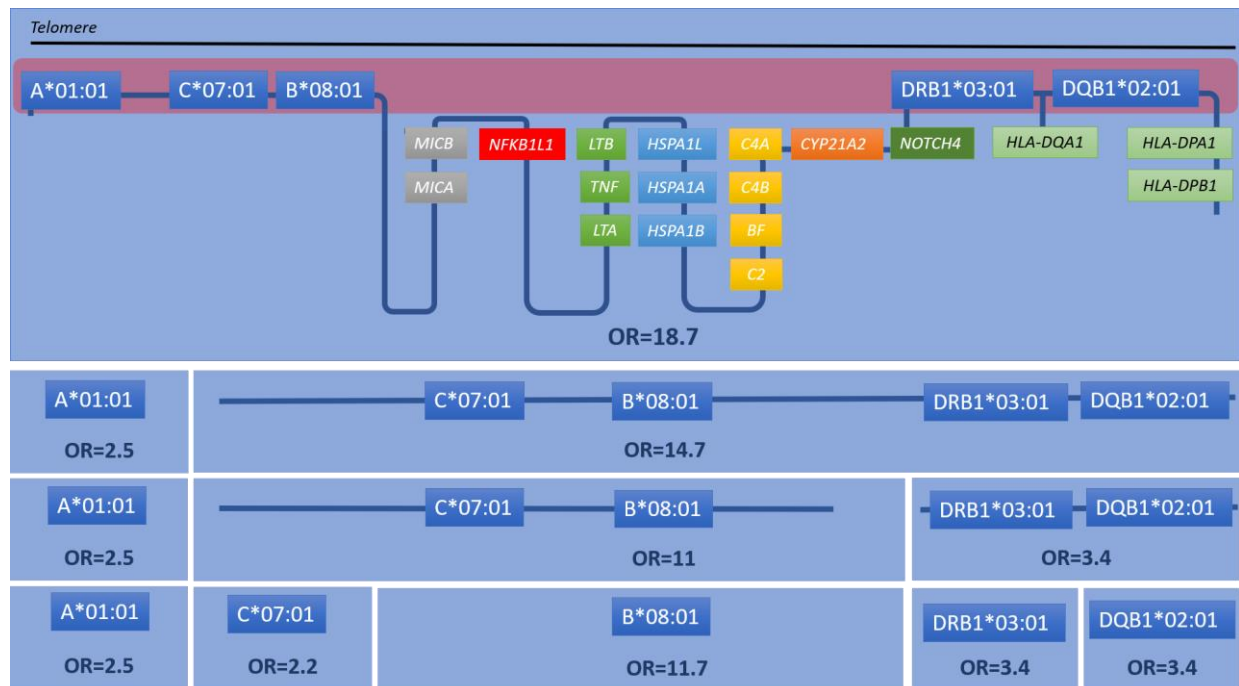 Telomere
A*01:01 C*07:01 B*08:01 DRB1*03:01 DQB1*02:01
MICB NFKB1L1 LTB HSPA1L C4A CYP21A2 NOTCH4 HLA-DQA1 HLA-DPA1
MICA TNF HSPA1A C4B HLA-DPB1
LTA HSPA1B BF
C2
OR=18.7
A*01:01 C*07:01 B*08:01 DRB1*03:01 DQB1*02:01
OR=2.5 OR=14.7
A*01:01 C*07:01 B*08:01 DRB1*03:01 DQB1*02:01
OR=2.5 OR=11 OR=3.4
A*01:01 C*07:01 B*08:01 DRB1*03:01 DQB1*02:01
OR=2.5 OR=2.2 OR=11.7 OR=3.4 OR=3.4